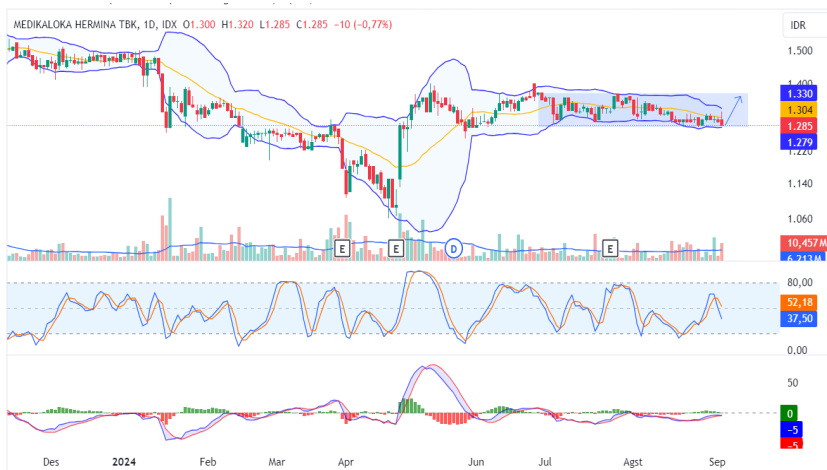 MEDIKALOKA HERMINA TBK, 1D, IDX O1.300 H1.320 L1.285 C1.285 −10 (−0,77%)
IDR
1.500
1.400
1.330
1.304
1.285
1.279
1.220
1.140
1.060
E E D E
10,457M
6,213M
80,00
52,18
37,50
0,00
50
0
−5
−5
Des 2024 Feb Mar Apr Jun Jul Agst Sep